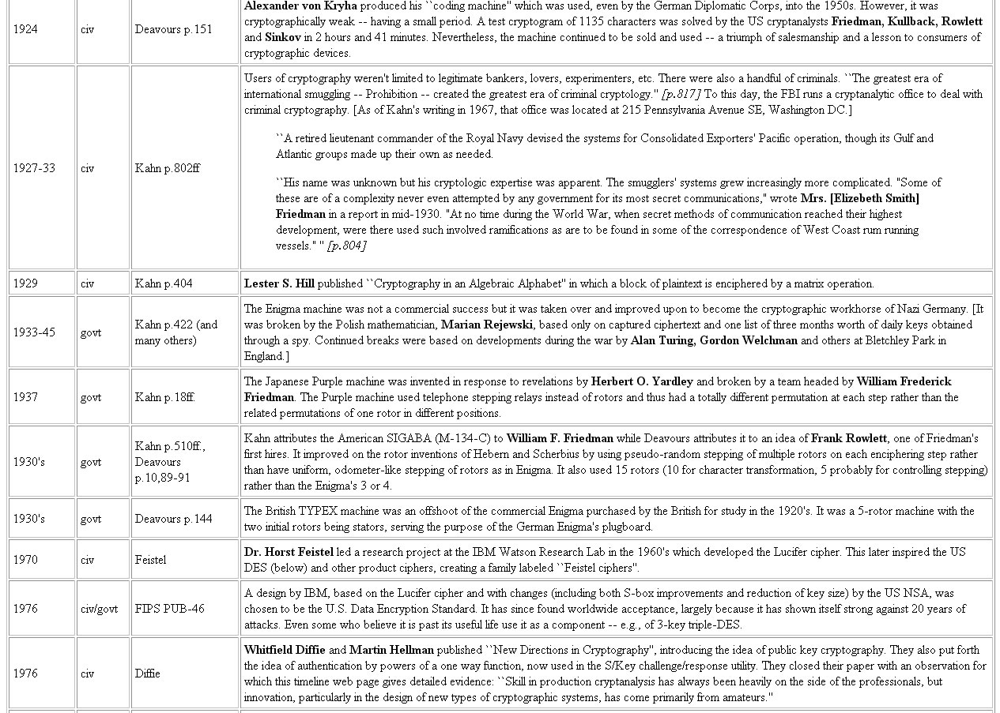 Alexander von Kryha produced his ``coding machine'' which was used, even by the German Diplomatic Corps, into the 1950s. However, it was
cryptographically weak -- having a small period. A test cryptogram of 1135 characters was solved by the US cryptanalysts Friedman, Kullback, Rowlett
1924 civ Deavours p.151
and Sinkov in 2 hours and 41 minutes. Nevertheless, the machine continued to be sold and used -- a triumph of salesmanship and a lesson to consumers of
cryptographic devices.
Users of cryptography weren't limited to legitimate bankers, lovers, experimenters, etc. There were also a handful of criminals. ``The greatest era of
international smuggling -- Prohibition -- created the greatest era of criminal cryptology.'' [p.817] To this day, the FBI runs a cryptanalytic office to deal with
criminal cryptography. [As of Kahn's writing in 1967, that office was located at 215 Pennsylvania Avenue SE, Washington DC.]
``A retired lieutenant commander of the Royal Navy devised the systems for Consolidated Exporters' Pacific operation, though its Gulf and
Atlantic groups made up their own as needed.
1927-33 civ Kahn p.802ff
``His name was unknown but his cryptologic expertise was apparent. The smugglers' systems grew increasingly more complicated. "Some of
these are of a complexity never even attempted by any government for its most secret communications," wrote Mrs. [Elizebeth Smith]
Friedman in a report in mid-1930. "At no time during the World War, when secret methods of communication reached their highest
development, were there used such involved ramifications as are to be found in some of the correspondence of West Coast rum running
vessels." '' [p.804]
1929 civ Kahn p.404 Lester S. Hill published ``Cryptography in an Algebraic Alphabet'' in which a block of plaintext is enciphered by a matrix operation.
The Enigma machine was not a commercial success but it was taken over and improved upon to become the cryptographic workhorse of Nazi Germany. [It
1933-45 govt Kahn p.422 (and many others)
was broken by the Polish mathematician, Marian Rejewski, based only on captured ciphertext and one list of three months worth of daily keys obtained
through a spy. Continued breaks were based on developments during the war by Alan Turing, Gordon Welchman and others at Bletchley Park in
England.]
The Japanese Purple machine was invented in response to revelations by Herbert O. Yardley and broken by a team headed by William Frederick
1937 govt Kahn p.18ff.
Friedman. The Purple machine used telephone stepping relays instead of rotors and thus had a totally different permutation at each step rather than the
related permutations of one rotor in different positions.
1930's govt Kahn p.510ff., Deavours p.10,89-91
Kahn attributes the American SIGABA (M-134-C) to William F. Friedman while Deavours attributes it to an idea of Frank Rowlett, one of Friedman's
first hires. It improved on the rotor inventions of Hebern and Scherbius by using pseudo-random stepping of multiple rotors on each enciphering step rather
than have uniform, odometer-like stepping of rotors as in Enigma. It also used 15 rotors (10 for character transformation, 5 probably for controlling stepping)
rather than the Enigma's 3 or 4.
1930's govt Deavours p.144
The British TYPEX machine was an offshoot of the commercial Enigma purchased by the British for study in the 1920's. It was a 5-rotor machine with the
two initial rotors being stators, serving the purpose of the German Enigma's plugboard.
1970 civ Feistel
Dr. Horst Feistel led a research project at the IBM Watson Research Lab in the 1960's which developed the Lucifer cipher. This later inspired the US
DES (below) and other product ciphers, creating a family labeled ``Feistel ciphers''.
1976 civ/govt FIPS PUB-46
A design by IBM, based on the Lucifer cipher and with changes (including both S-box improvements and reduction of key size) by the US NSA, was
chosen to be the U.S. Data Encryption Standard. It has since found worldwide acceptance, largely because it has shown itself strong against 20 years of
attacks. Even some who believe it is past its useful life use it as a component -- e.g., of 3-key triple-DES.
1976 civ Diffie
Whitfield Diffie and Martin Hellman published ``New Directions in Cryptography'', introducing the idea of public key cryptography. They also put forth
the idea of authentication by powers of a one way function, now used in the S/Key challenge/response utility. They closed their paper with an observation for
which this timeline web page gives detailed evidence: ``Skill in production cryptanalysis has always been heavily on the side of the professionals, but
innovation, particularly in the design of new types of cryptographic systems, has come primarily from amateurs.''